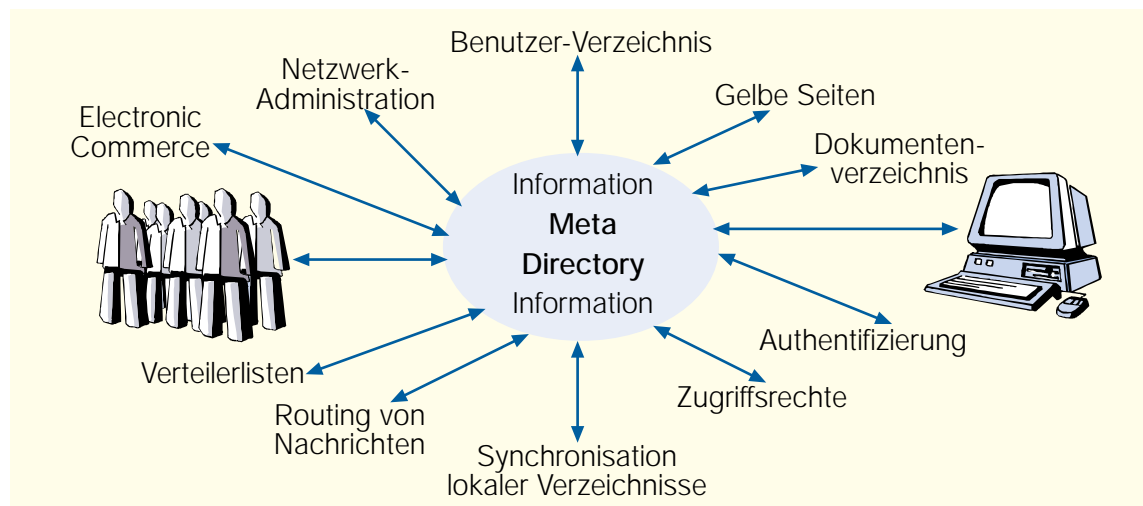 Benutzer-Verzeichnis
Netzwerk-
Administration
Gelbe Seiten
Electronic
Commerce
Dokumenten-
verzeichnis
Information
Meta
Directory
Information
Authentifizierung
Verteilerlisten
Zugriffsrechte
Routing von
Nachrichten
Synchronisation
lokaler Verzeichnisse